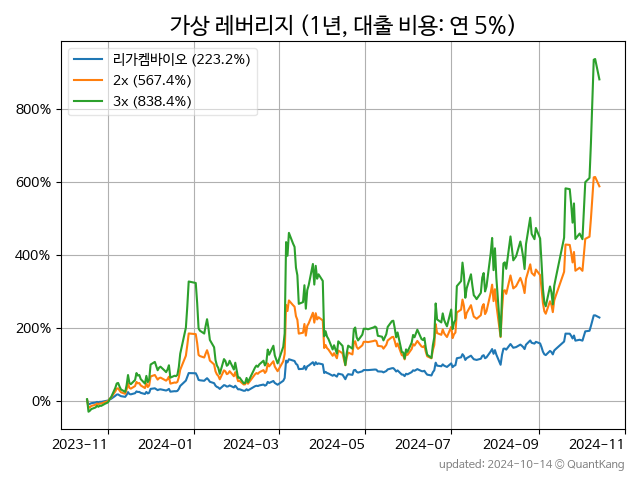 가상 레버리지 (1년, 대출 비용: 연 5%)
리가켐바이오 (223.2%)
2x (567.4%)
3x (838.4%)
800%
600%
400%
200%
0%
2023-11
2024-01
2024-03
2024-05
2024-07
2024-09
2024-11
updated: 2024-10-14 © QuantKang